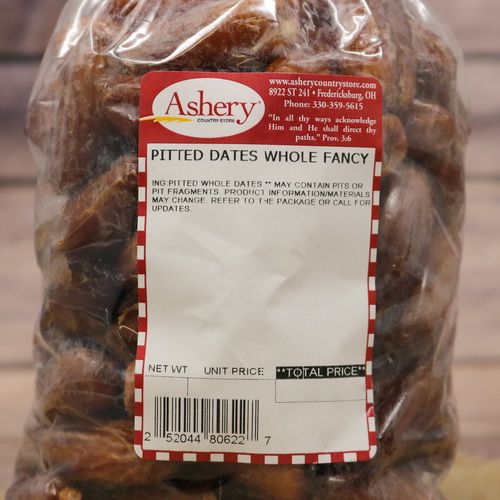 Ashery
COUNTRY STORE
www.asherycountrystore.com
8922 ST 241 • Fredericksburg, OH
Phone: 330-359-5615
"In all thy ways acknowledge
Him and He shall direct thy
paths." Prov. 3:6
PITTED DATES WHOLE FANCY
ING:PITTED WHOLE DATES ** MAY CONTAIN PITS OR
PIT FRAGMENTS. PRODUCT INFORMATION/MATERIALS
MAY CHANGE. REFER TO THE PACKAGE OR CALL FOR
UPDATES.
NET WT UNIT PRICE **TOTAL PRICE**
2 52044 80622 7